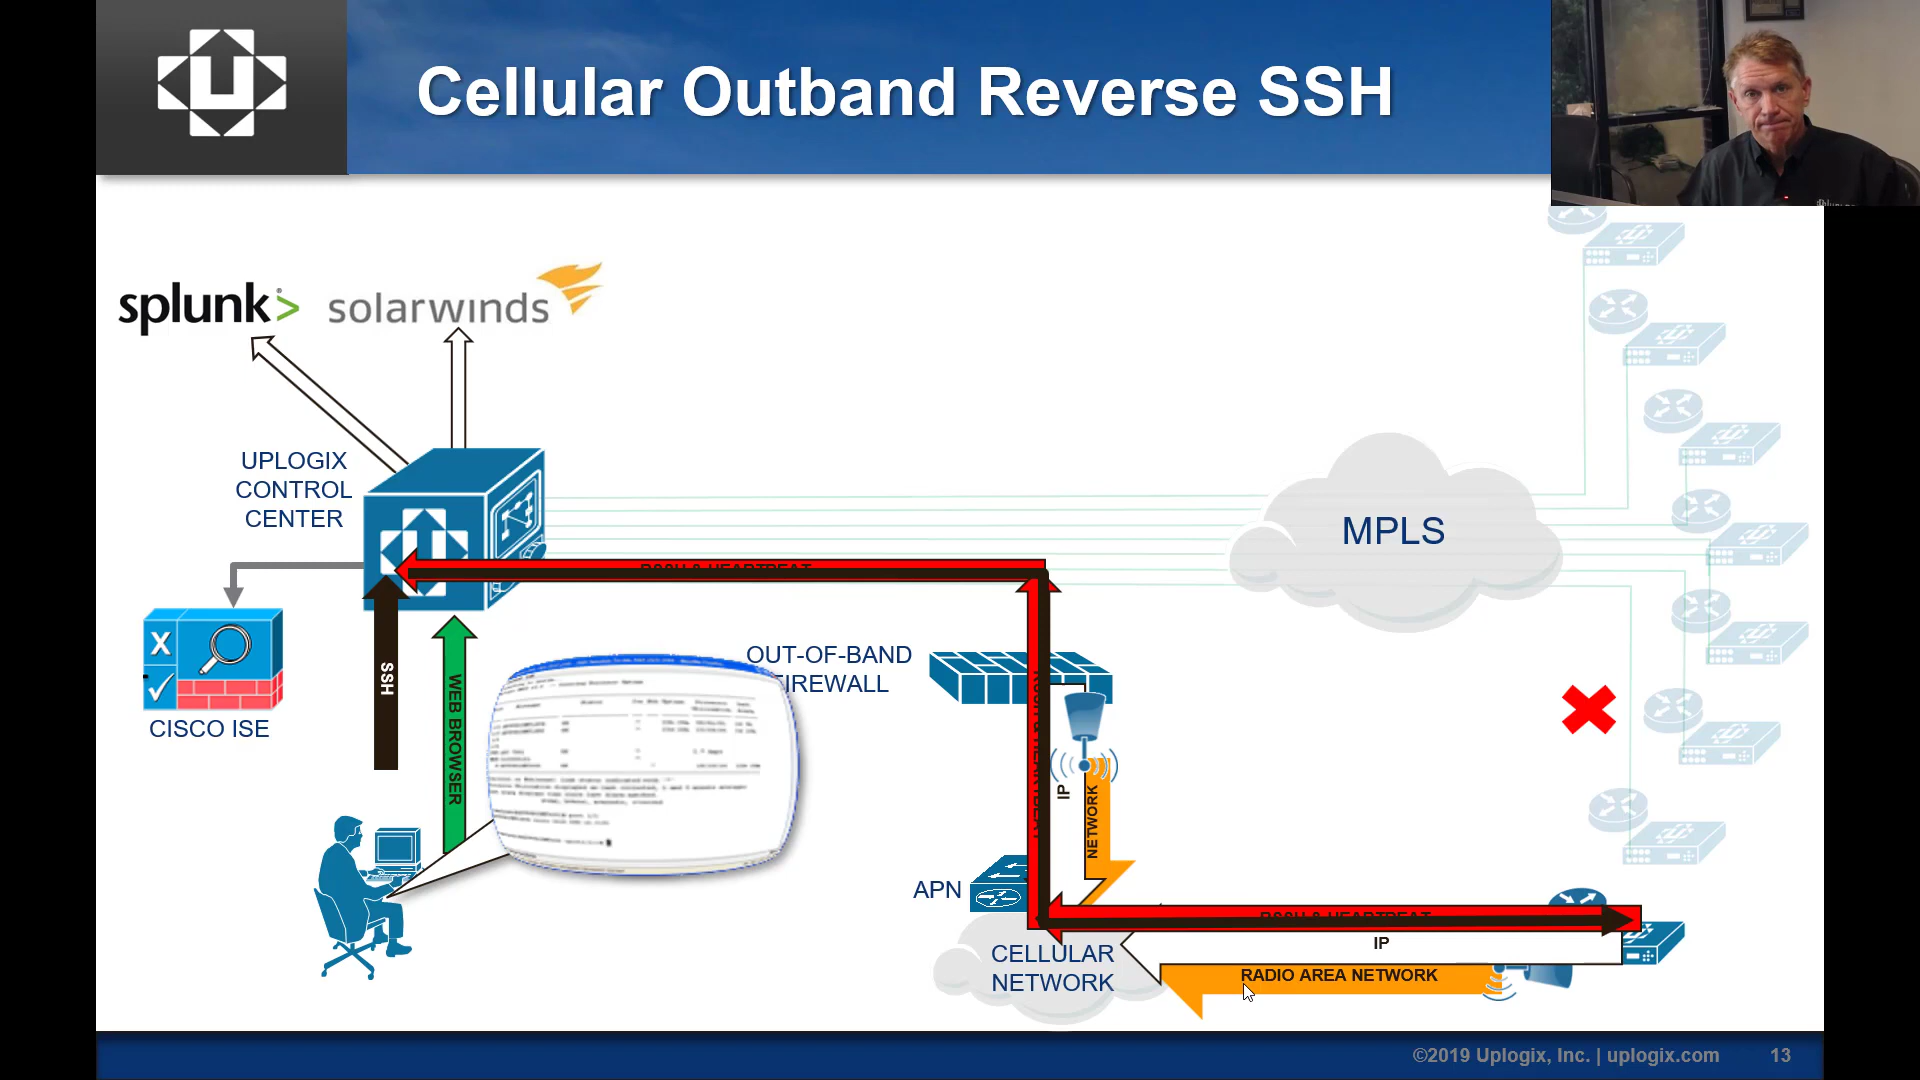 Cellular Outband Reverse SSH
splunk>
solarwinds
UPLOGIX
CONTROL
CENTER
MPLS
RSSH & HEARTBEAT
OUT-OF-BAND
FIREWALL
X
SSH
WEB BROWSER
CISCO ISE
IP
NETWORK
APN
RSSH & HEARTBEAT
IP
CELLULAR
NETWORK
RADIO AREA NETWORK
©2019 Uplogix, Inc. | uplogix.com
13